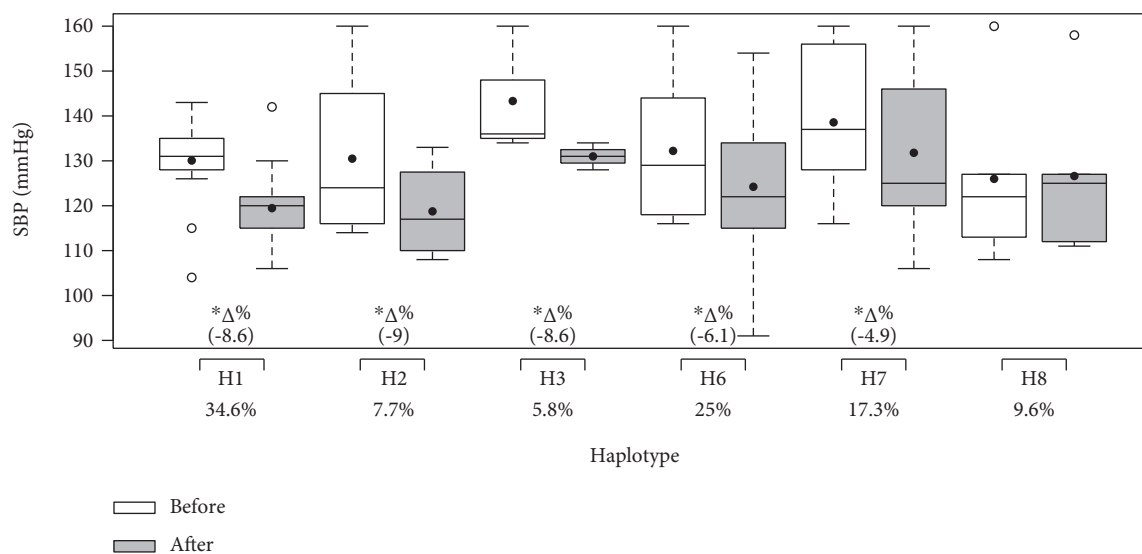 160
150
140
130
120
110
100
90
SBP (mmHg)
*Δ% *Δ% *Δ% *Δ% *Δ%
(-8.6) (-9) (-8.6) (-6.1) (-4.9)
H1 H2 H3 H6 H7 H8
34.6% 7.7% 5.8% 25% 17.3% 9.6%
Haplotype
Before
After